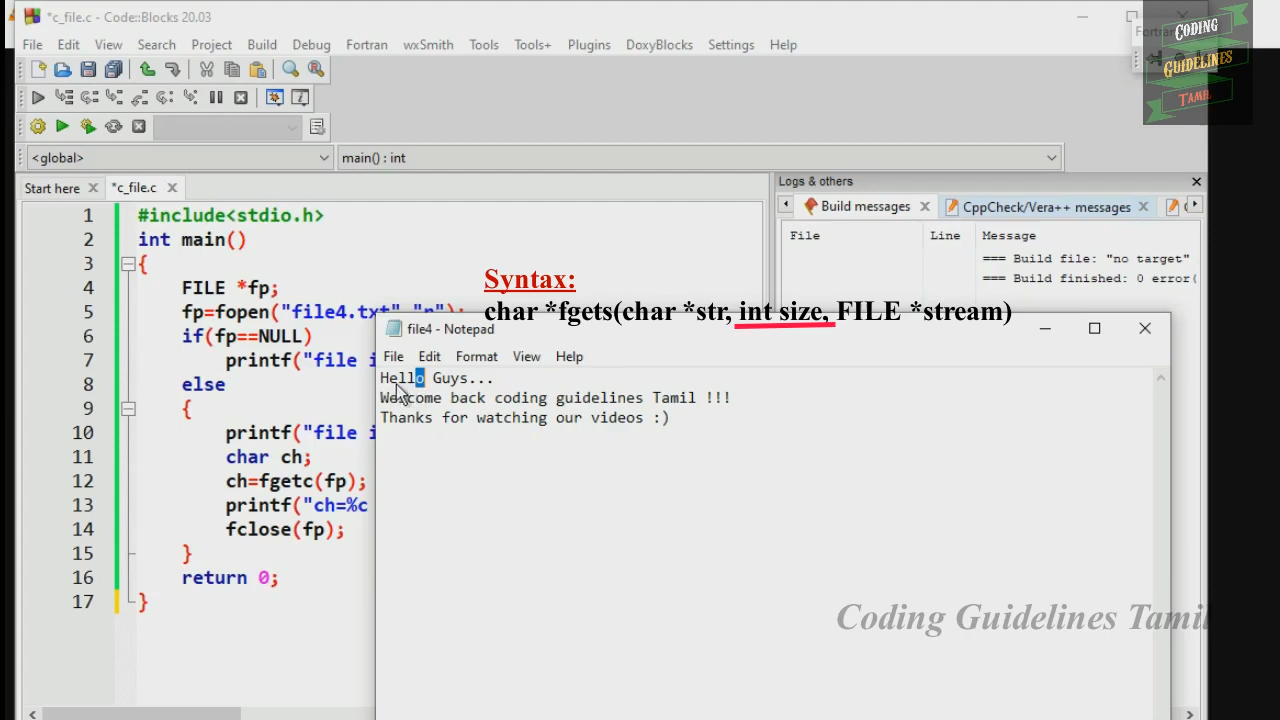 *c_file.c - Code::Blocks 20.03
File Edit View Search Project Build Debug Fortran wxSmith Tools Tools+ Plugins DoxyBlocks Settings Help
Fortran
CODING
GUIDELINES
TAMIL
<global>
main() : int
Start here
*c_file.c
Logs & others
Build messages
CppCheck/Vera++ messages
File Line Message
=== Build file: "no target"
=== Build finished: 0 error(
1 #include<stdio.h>
2 int main()
3 {
4 FILE *fp;
5 fp=fopen("file4.txt","r");
6 if(fp==NULL)
7 printf("file i
8 else
9 {
10 printf("file i
11 char ch;
12 ch=fgetc(fp);
13 printf("ch=%c
14 fclose(fp);
15 }
16 return 0;
17 }
Syntax:
char *fgets(char *str, int size, FILE *stream)
file4 - Notepad
File Edit Format View Help
Hello Guys...
Welcome back coding guidelines Tamil !!!
Thanks for watching our videos :)
Coding Guidelines Tamil